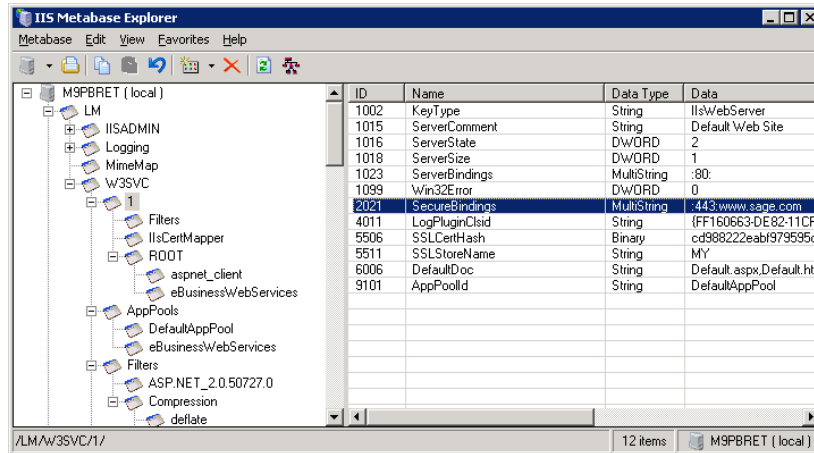 IIS Metabase Explorer
Metabase Edit View Favorites Help
M9PBRET ( local )
LM
IISADMIN
Logging
MimeMap
W3SVC
1
Filters
IIsCertMapper
ROOT
aspnet_client
eBusinessWebServices
AppPools
DefaultAppPool
eBusinessWebServices
Filters
ASP.NET_2.0.50727.0
Compression
deflate
ID Name Data Type Data
1002 KeyType String IIsWebServer
1015 ServerComment String Default Web Site
1016 ServerState DWORD 2
1018 ServerSize DWORD 1
1023 ServerBindings MultiString :80:
1099 Win32Error DWORD 0
2021 SecureBindings MultiString :443:www.sage.com
4011 LogPluginClsid String {FF160663-DE82-11CF
5506 SSLCertHash Binary cd988222eabf979595c
5511 SSLStoreName String MY
6006 DefaultDoc String Default.aspx,Default.ht
9101 AppPoolId String DefaultAppPool
/LM/W3SVC/1/ 12 items M9PBRET ( local )